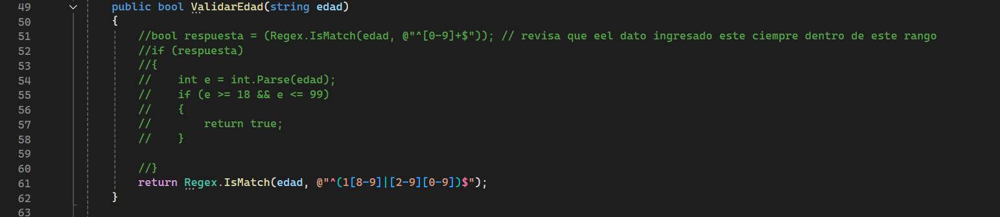 49 public bool ValidarEdad(string edad)
50 {
51 //bool respuesta = (Regex.IsMatch(edad, @"^[0-9]+$")); // revisa que eel dato ingresado este ciempre dentro de este rango
52 //if (respuesta)
53 //{
54 //    int e = int.Parse(edad);
55 //    if (e >= 18 && e <= 99)
56 //    {
57 //        return true;
58 //    }
59
60 //}
61 return Regex.IsMatch(edad, @"^(1[8-9]|[2-9][0-9])$");
62 }
63